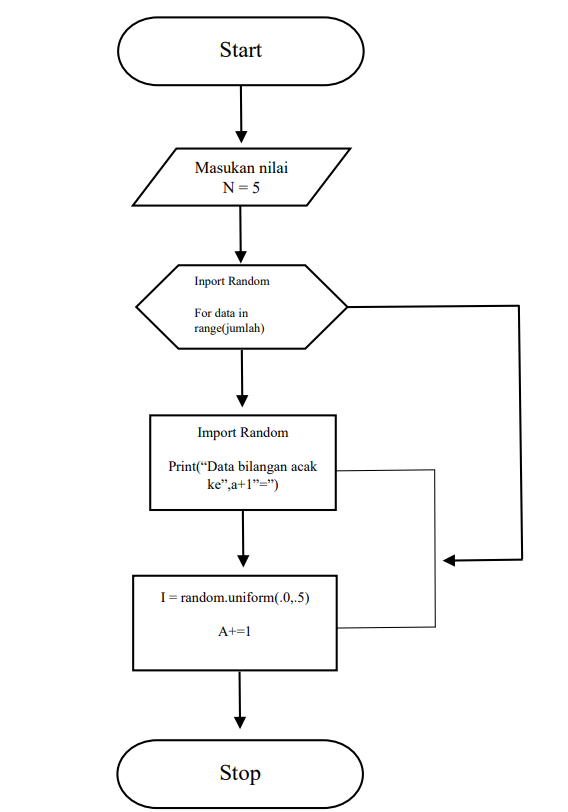 Start
Masukan nilai
N = 5
Inport Random
For data in
range(jumlah)
Import Random
Print(“Data bilangan acak
ke”,a+1”=”)
I = random.uniform(.0,.5)
A+=1
Stop